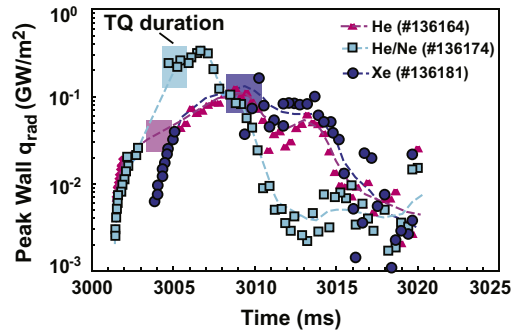 TQ duration
He (#136164)
He/Ne (#136174)
Xe (#136181)
Peak Wall q_rad (GW/m²)
10⁰
10⁻¹
10⁻²
10⁻³
3000 3005 3010 3015 3020 3025
Time (ms)